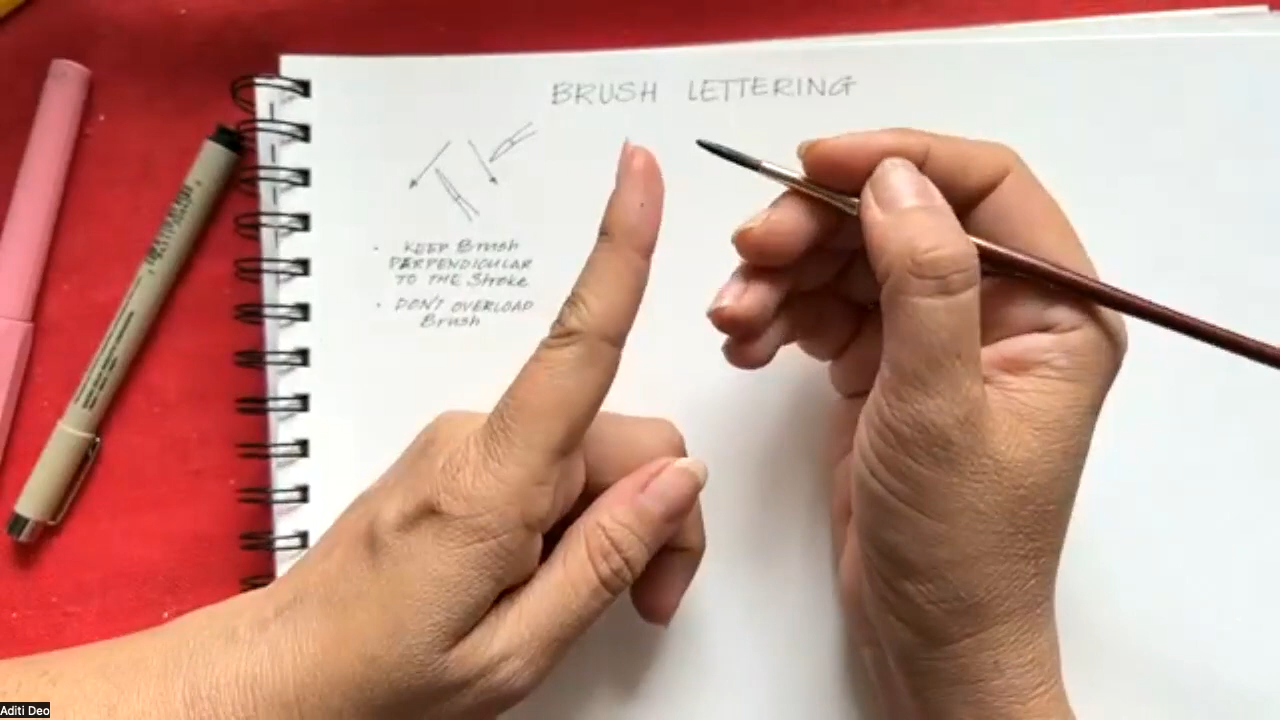 BRUSH LETTERING
• KEEP Brush
PERPENDICULAR
TO THE Stroke
• DON'T OVERLOAD
Brush
Aditi Deo